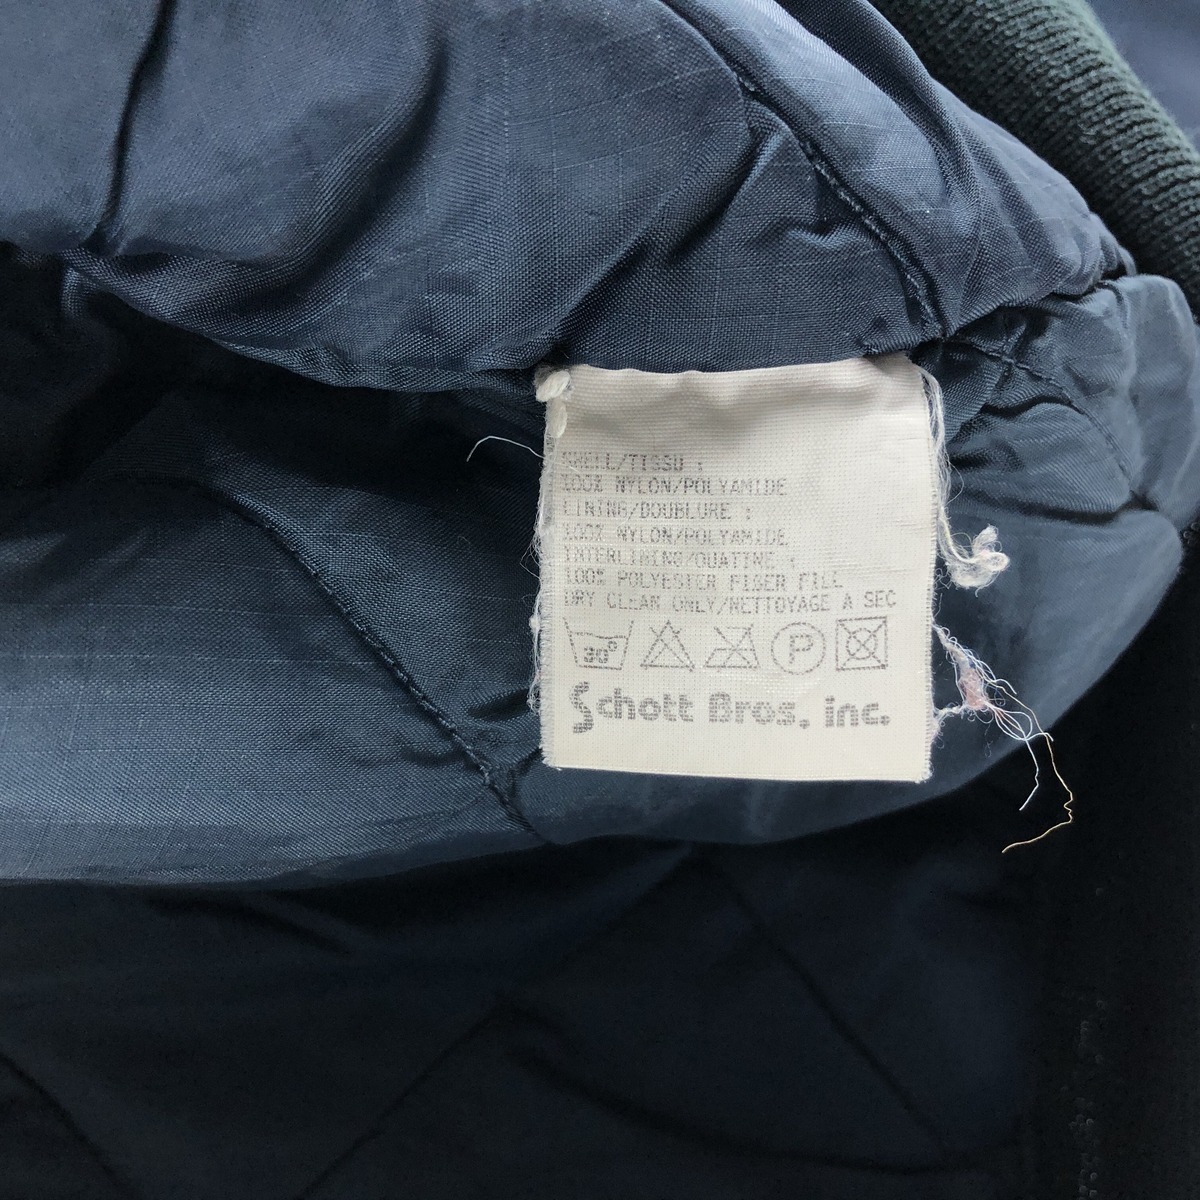 SHELL/TISSU :
100% NYLON/POLYAMIDE
LINING/DOUBLURE :
100% NYLON/POLYAMIDE
INTERLINING/OUATINE :
100% POLYESTER FIBER FILL
DRY CLEAN ONLY/NETTOYAGE A SEC
30° P
Schott Bros. inc.